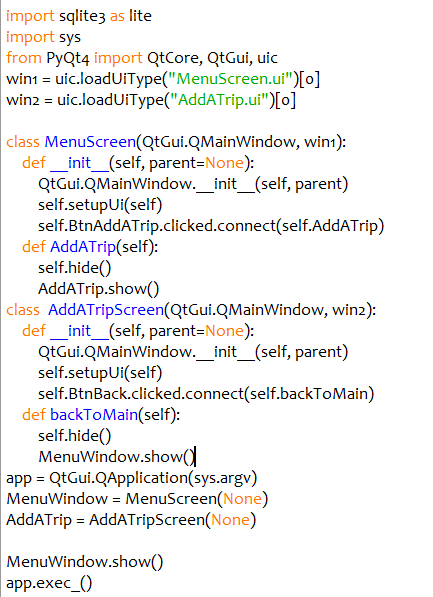 import sqlite3 as lite
import sys
from PyQt4 import QtCore, QtGui, uic
win1 = uic.loadUiType("MenuScreen.ui")[0]
win2 = uic.loadUiType("AddATrip.ui")[0]

class MenuScreen(QtGui.QMainWindow, win1):
    def __init__(self, parent=None):
        QtGui.QMainWindow.__init__(self, parent)
        self.setupUi(self)
        self.BtnAddATrip.clicked.connect(self.AddATrip)
    def AddATrip(self):
        self.hide()
        AddATrip.show()
class  AddATripScreen(QtGui.QMainWindow, win2):
    def __init__(self, parent=None):
        QtGui.QMainWindow.__init__(self, parent)
        self.setupUi(self)
        self.BtnBack.clicked.connect(self.backToMain)
    def backToMain(self):
        self.hide()
        MenuWindow.show()
app = QtGui.QApplication(sys.argv)
MenuWindow = MenuScreen(None)
AddATrip = AddATripScreen(None)

MenuWindow.show()
app.exec_()